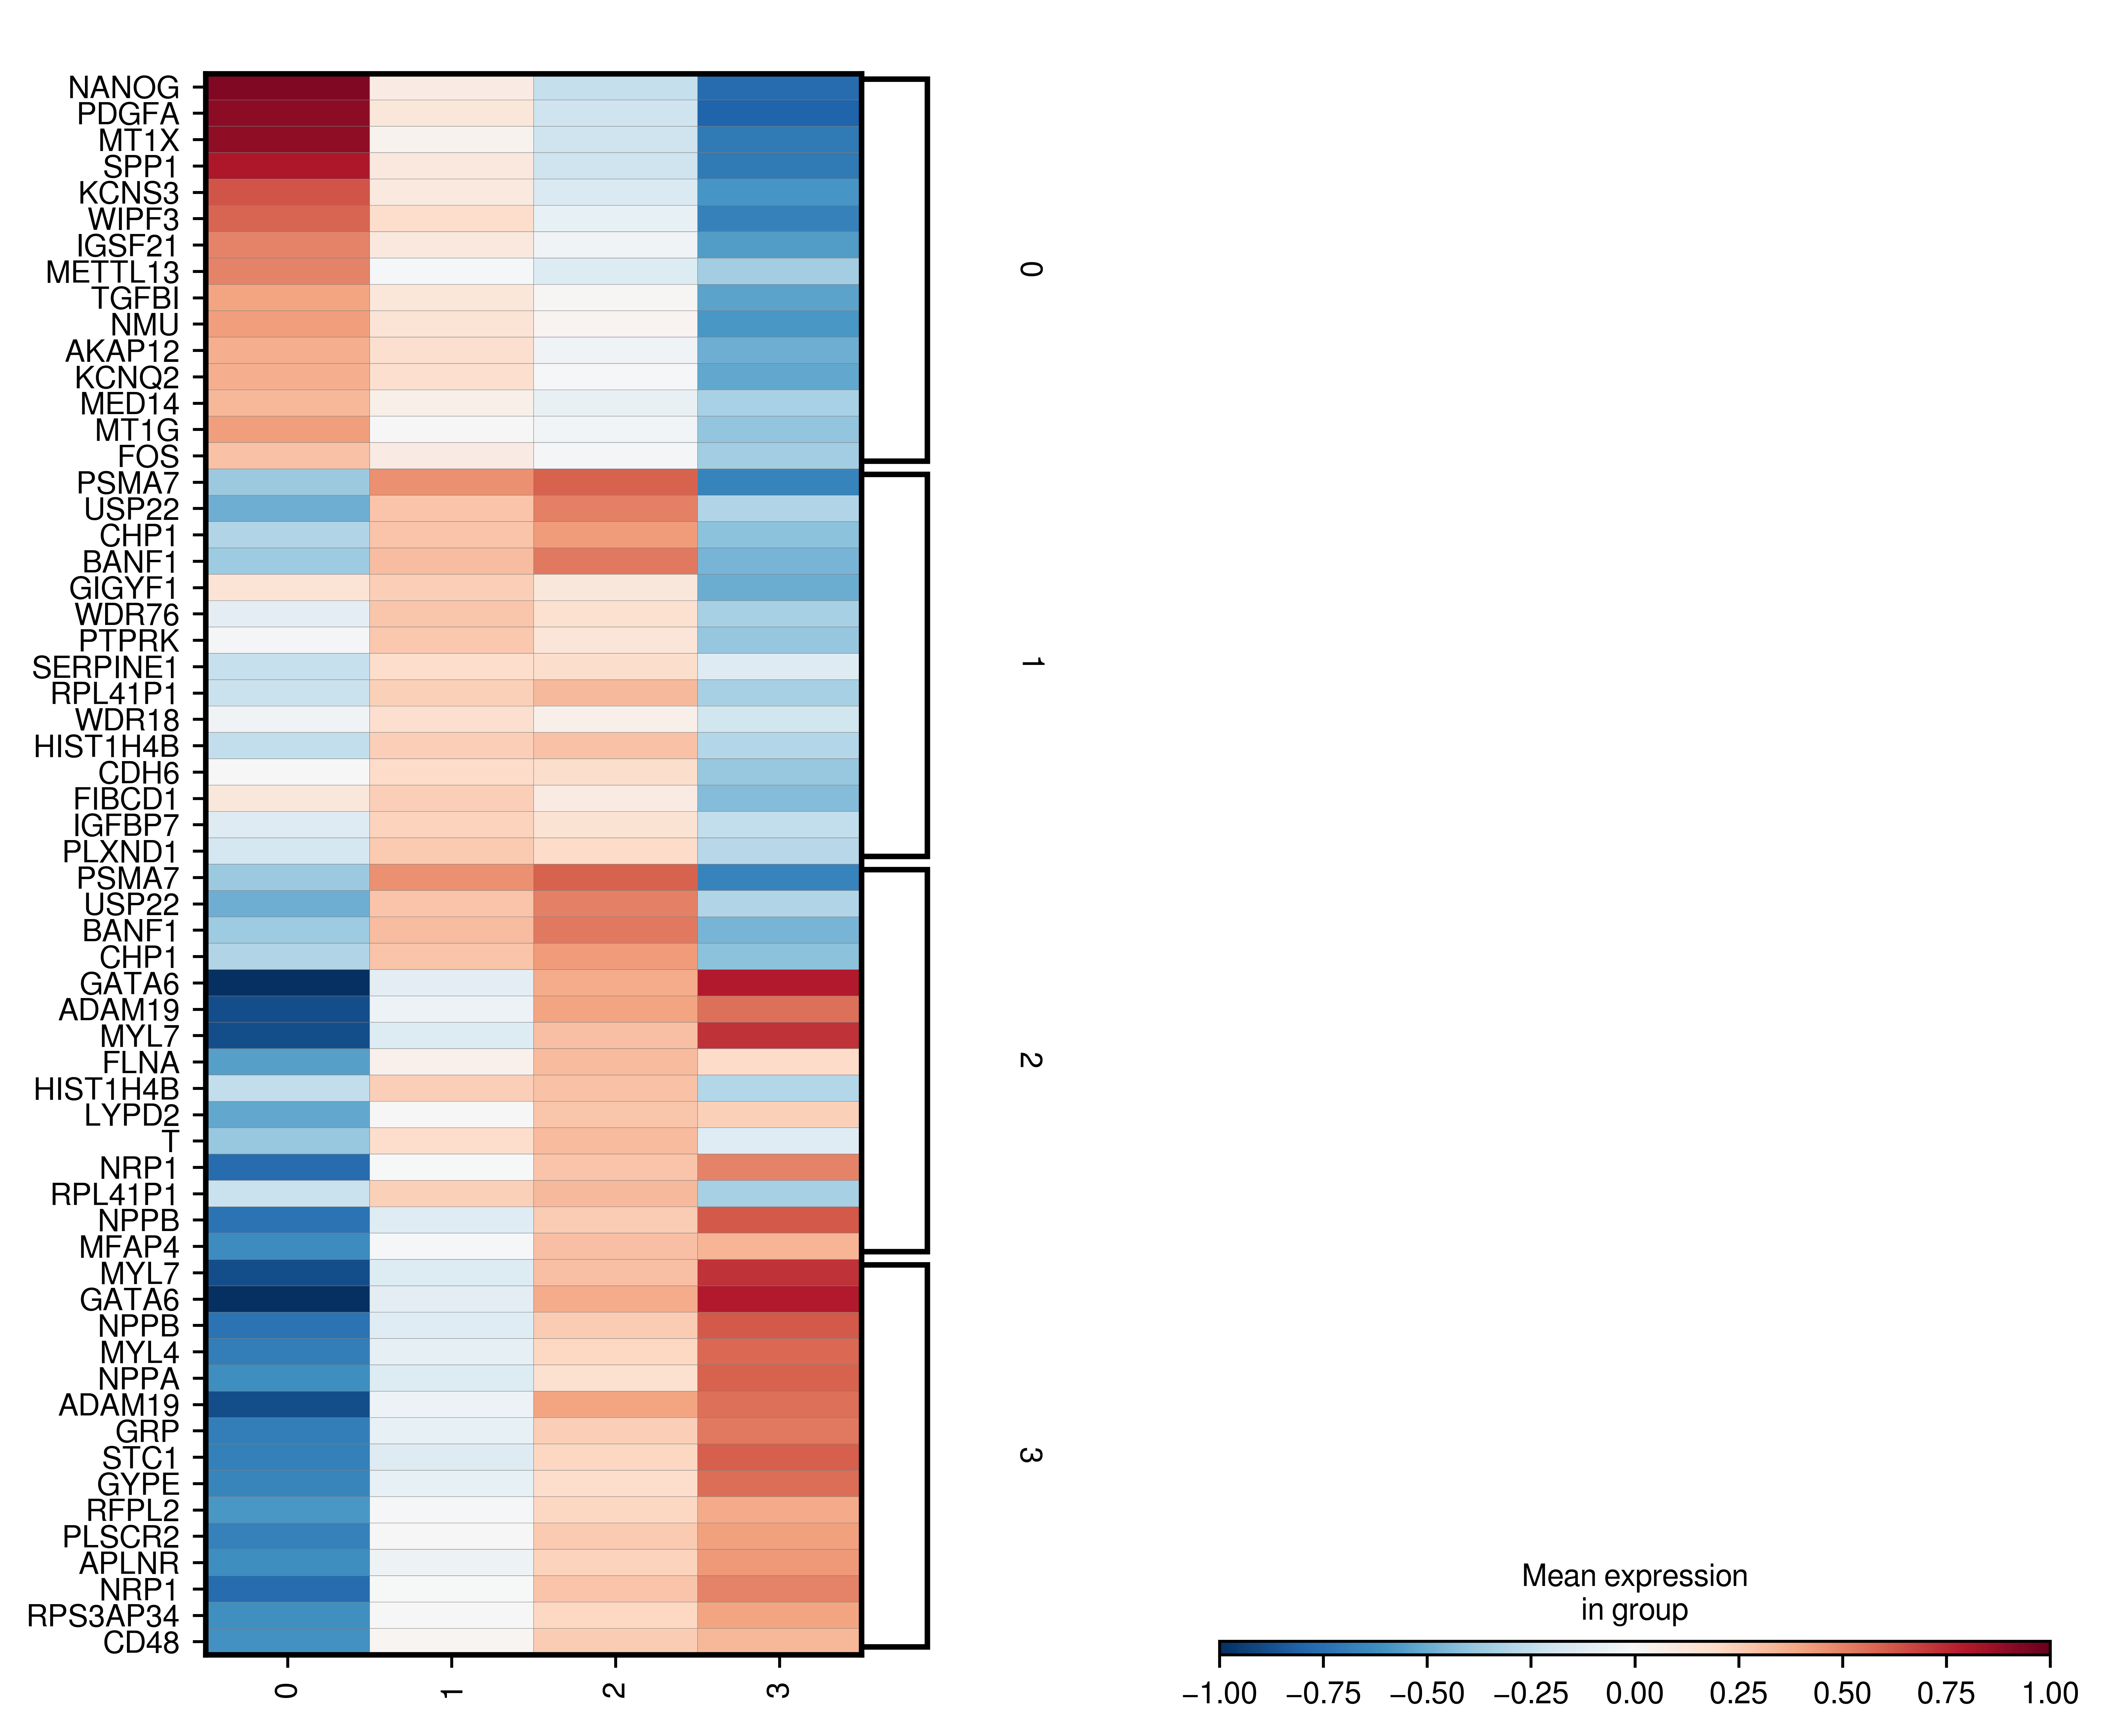 NANOG
PDGFA
MT1X
SPP1
KCNS3
WIPF3
IGSF21
METTL13
TGFBI
NMU
AKAP12
KCNQ2
MED14
MT1G
FOS
PSMA7
USP22
CHP1
BANF1
GIGYF1
WDR76
PTPRK
SERPINE1
RPL41P1
WDR18
HIST1H4B
CDH6
FIBCD1
IGFBP7
PLXND1
PSMA7
USP22
BANF1
CHP1
GATA6
ADAM19
MYL7
FLNA
HIST1H4B
LYPD2
T
NRP1
RPL41P1
NPPB
MFAP4
MYL7
GATA6
NPPB
MYL4
NPPA
ADAM19
GRP
STC1
GYPE
RFPL2
PLSCR2
APLNR
NRP1
RPS3AP34
CD48
0
1
2
3
0 1 2 3
Mean expression
in group
−1.00 −0.75 −0.50 −0.25 0.00 0.25 0.50 0.75 1.00